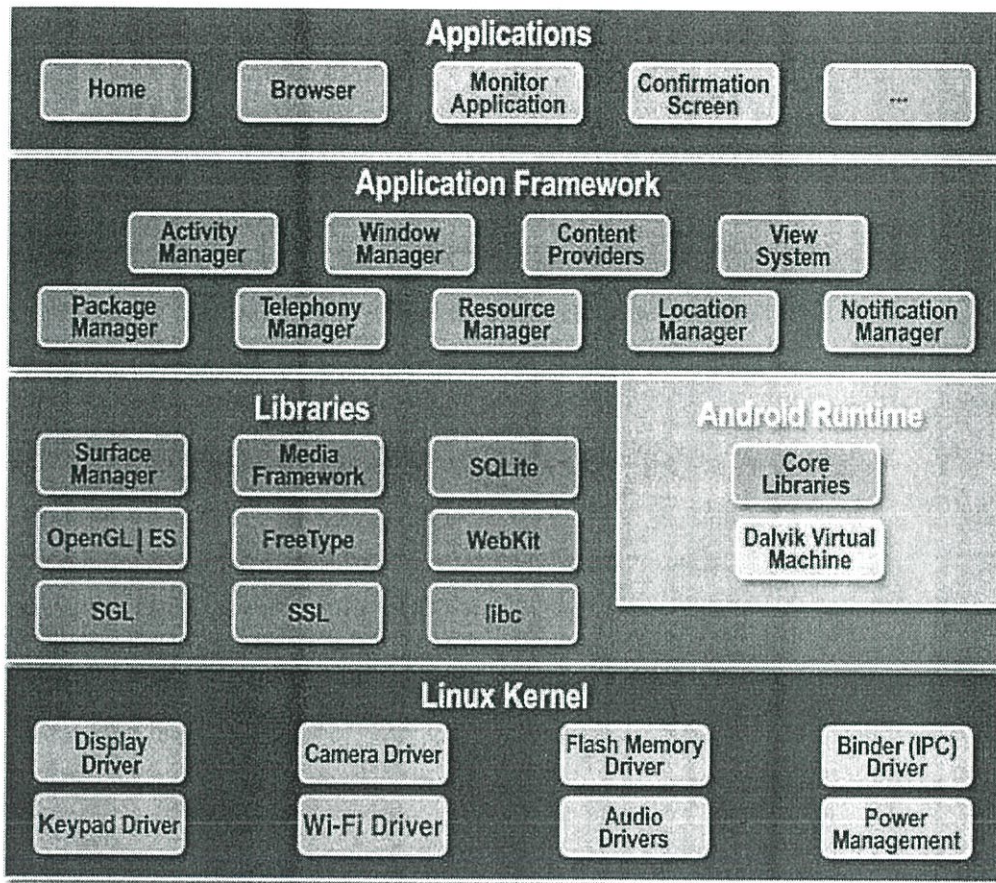 Applications
Home
Browser
Monitor
Application
Confirmation
Screen
...
Application Framework
Activity
Manager
Window
Manager
Content
Providers
View
System
Package
Manager
Telephony
Manager
Resource
Manager
Location
Manager
Notification
Manager
Libraries
Surface
Manager
Media
Framework
SQLite
OpenGL | ES
FreeType
WebKit
SGL
SSL
libc
Android Runtime
Core
Libraries
Dalvik Virtual
Machine
Linux Kernel
Display
Driver
Camera Driver
Flash Memory
Driver
Binder (IPC)
Driver
Keypad Driver
Wi-Fi Driver
Audio
Drivers
Power
Management